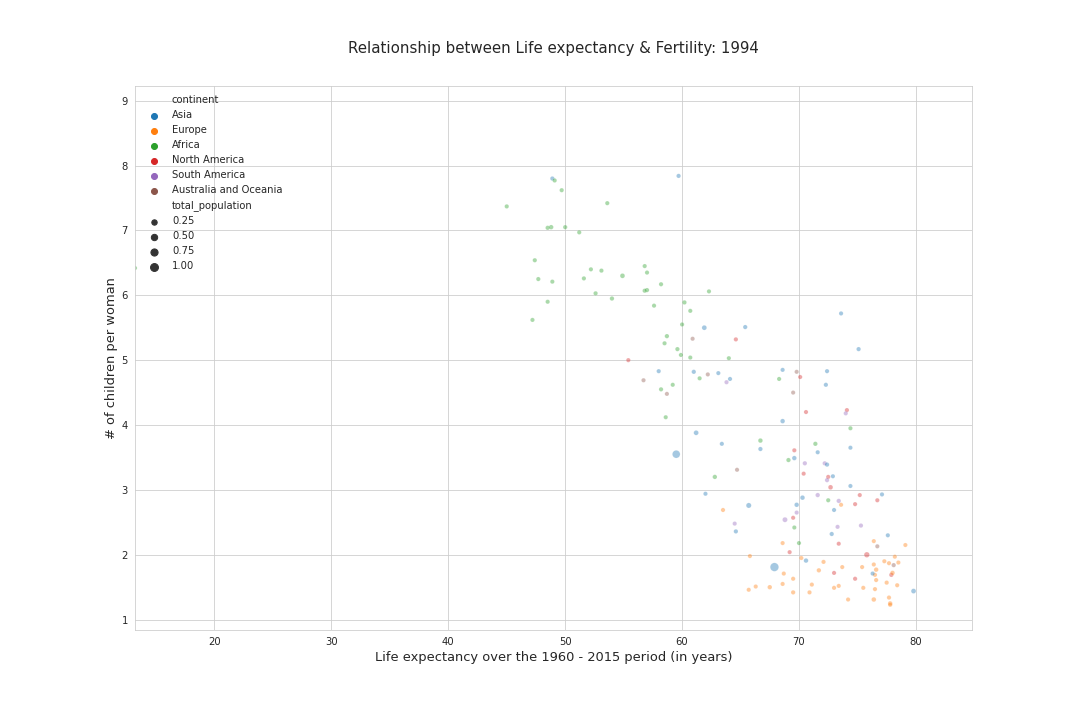 Relationship between Life expectancy & Fertility: 1994
continent
Asia
Europe
Africa
North America
South America
Australia and Oceania
total_population
0.25
0.50
0.75
1.00
9
8
7
6
5
4
3
2
1
# of children per woman
20
30
40
50
60
70
80
Life expectancy over the 1960 - 2015 period (in years)